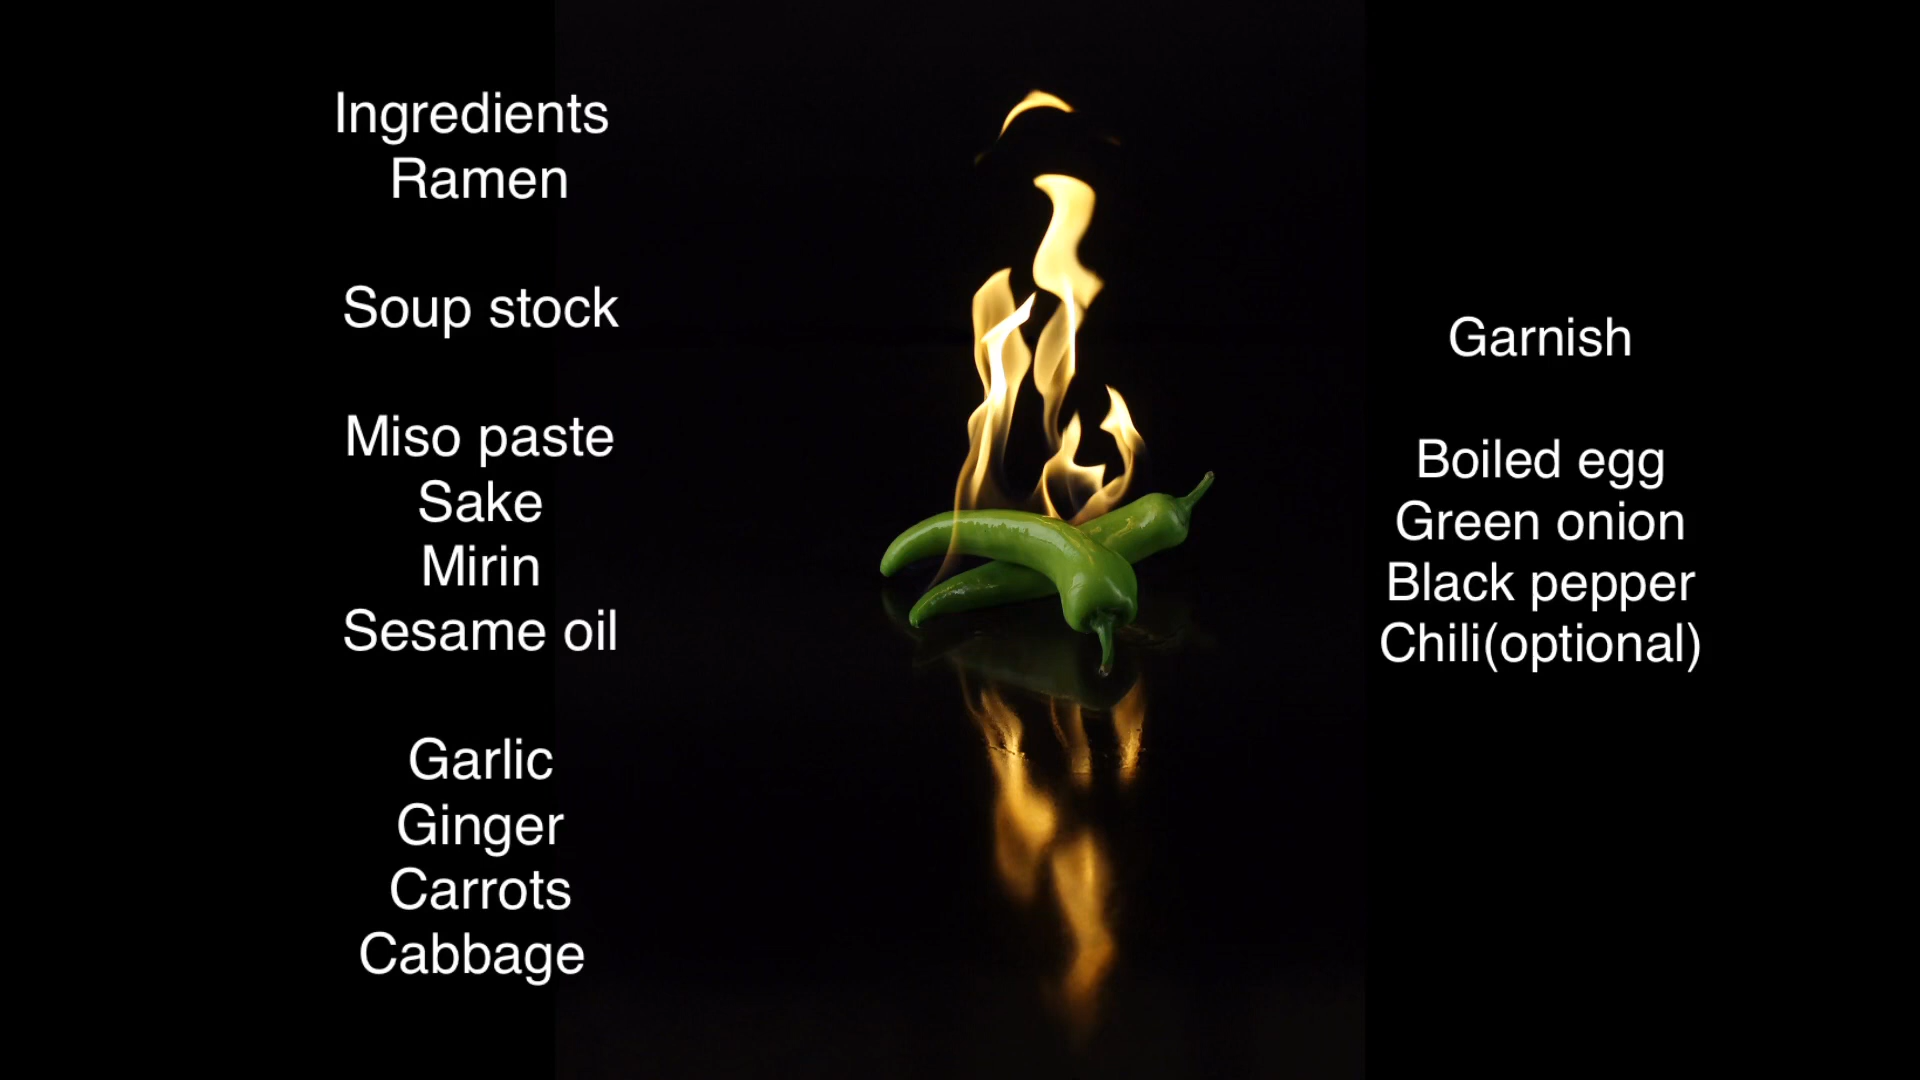 Ingredients
Ramen
Soup stock
Miso paste
Sake
Mirin
Sesame oil
Garlic
Ginger
Carrots
Cabbage
Garnish
Boiled egg
Green onion
Black pepper
Chili(optional)